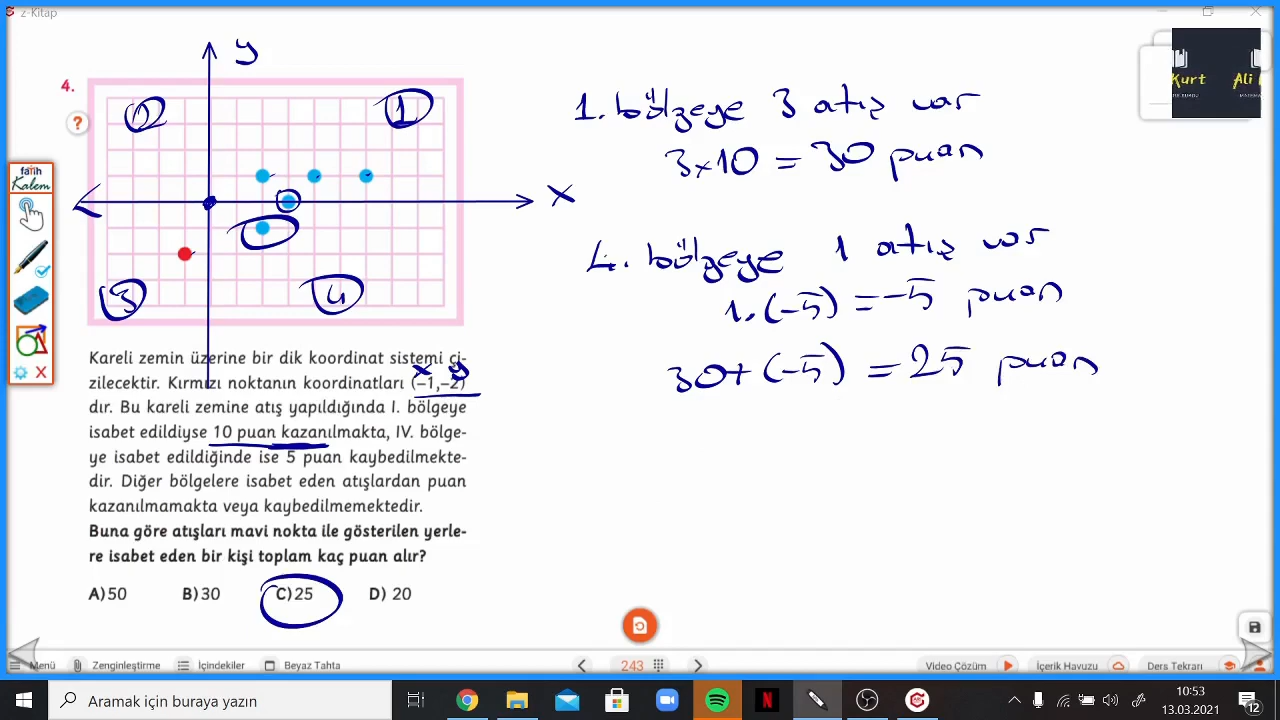 z-Kitap
Kurt
Ali
y
4.
2
1
?
x
3
4
fatih
Kalem
1. bölgeye 3 atış var
3x10 = 30 puan
4. bölgeye 1 atış var
1.(-5) = -5 puan
30+(-5) = 25 puan
Kareli zemin üzerine bir dik koordinat sistemi çi-
x y
zilecektir. Kırmızı noktanın koordinatları (-1,-2)
dır. Bu kareli zemine atış yapıldığında I. bölgeye
isabet edildiyse 10 puan kazanılmakta, IV. bölge-
ye isabet edildiğinde ise 5 puan kaybedilmekte-
dir. Diğer bölgelere isabet eden atışlardan puan
kazanılmamakta veya kaybedilmemektedir.
Buna göre atışları mavi nokta ile gösterilen yerle-
re isabet eden bir kişi toplam kaç puan alır?
A) 50 B) 30 C) 25 D) 20
Menü Zenginleştirme İçindekiler Beyaz Tahta 243 Video Çözüm İçerik Havuzu Ders Tekrarı
Aramak için buraya yazın
10:53
13.03.2021
12